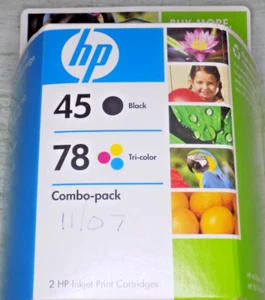 BUY MORE
hp
45 Black
78 Tri-color
Combo-pack
11/07
2 HP Inkjet Print Cartridges